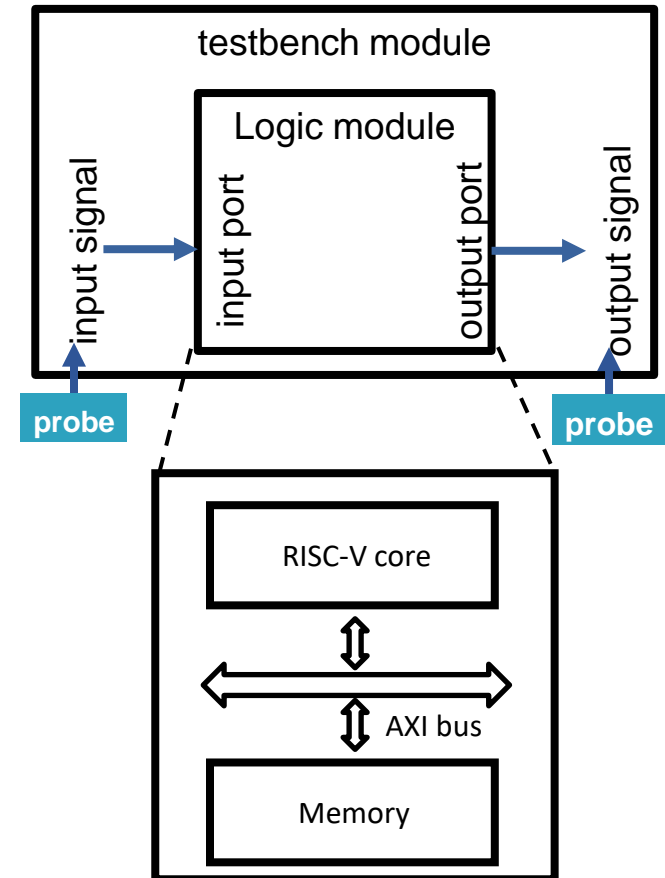 testbench module
Logic module
input signal
input port
output port
output signal
probe
probe
RISC-V core
AXI bus
Memory